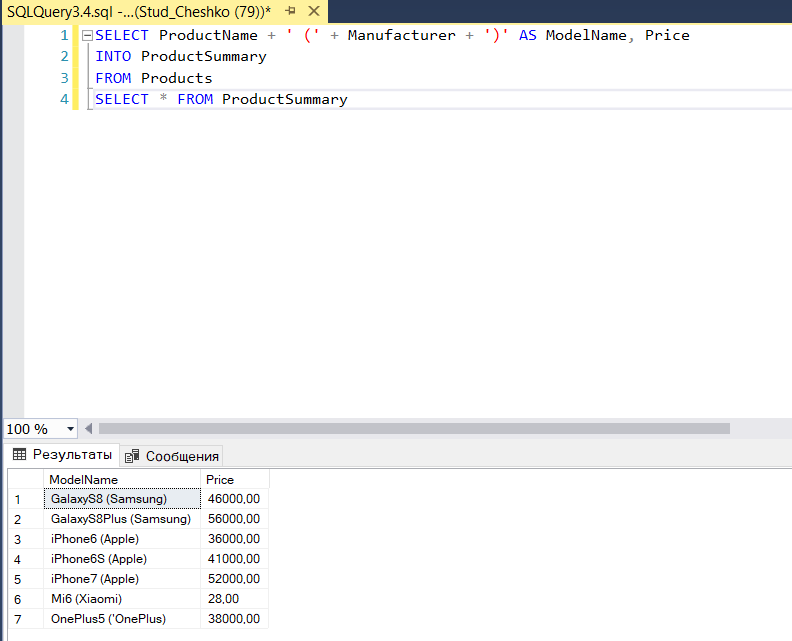 SQLQuery3.4.sql -...(Stud_Cheshko (79))*
1 SELECT ProductName + ' (' + Manufacturer + ')' AS ModelName, Price
2 INTO ProductSummary
3 FROM Products
4 SELECT * FROM ProductSummary
100 %
Результаты Сообщения
ModelName Price
1 GalaxyS8 (Samsung) 46000,00
2 GalaxyS8Plus (Samsung) 56000,00
3 iPhone6 (Apple) 36000,00
4 iPhone6S (Apple) 41000,00
5 iPhone7 (Apple) 52000,00
6 Mi6 (Xiaomi) 28,00
7 OnePlus5 ('OnePlus) 38000,00